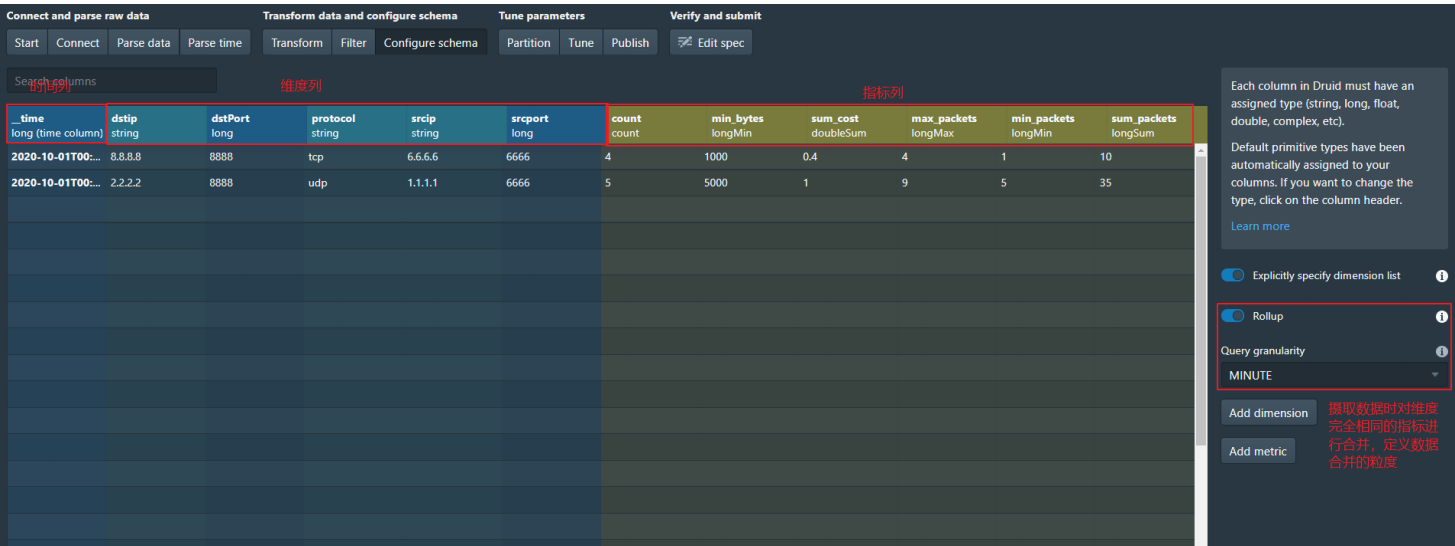 Connect and parse raw data Transform data and configure schema Tune parameters Verify and submit
Start Connect Parse data Parse time Transform Filter Configure schema Partition Tune Publish Edit spec
Search columns
时间列 维度列 指标列
__time dstip dstPort protocol srcip srcport count min_bytes sum_cost max_packets min_packets sum_packets
long (time column) string long string string long count longMin doubleSum longMax longMin longSum
2020-10-01T00:... 8.8.8.8 8888 tcp 6.6.6.6 6666 4 1000 0.4 4 1 10
2020-10-01T00:... 2.2.2.2 8888 udp 1.1.1.1 6666 5 5000 1 9 5 35
Each column in Druid must have an
assigned type (string, long, float,
double, complex, etc).
Default primitive types have been
automatically assigned to your
columns. If you want to change the
type, click on the column header.
Learn more
Explicitly specify dimension list
Rollup
Query granularity
MINUTE
Add dimension
Add metric
摄取数据时对维度
完全相同的指标进
行合并，定义数据
合并的粒度